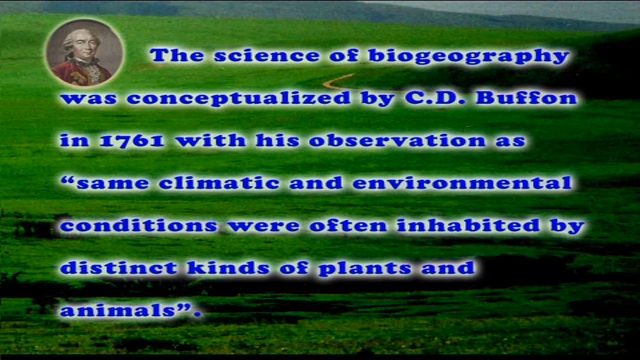 The science of biogeography
was conceptualized by C.D. Buffon
in 1761 with his observation as
“same climatic and environmental
conditions were often inhabited by
distinct kinds of plants and
animals”.